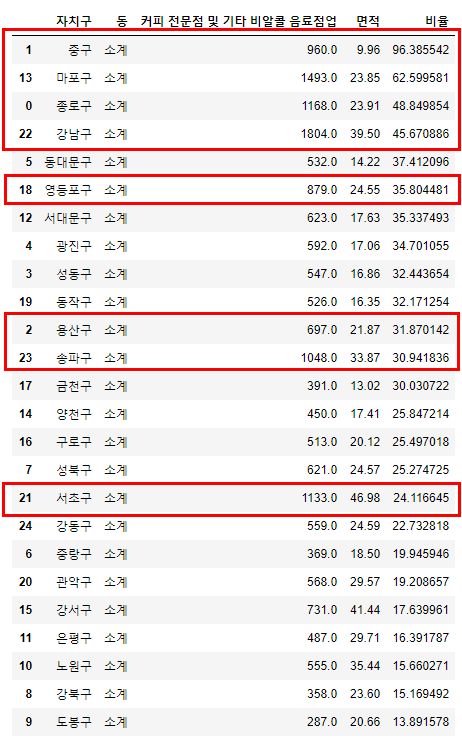 자치구 동 커피 전문점 및 기타 비알콜 음료점업 면적 비율
1 중구 소계 960.0 9.96 96.385542
13 마포구 소계 1493.0 23.85 62.599581
0 종로구 소계 1168.0 23.91 48.849854
22 강남구 소계 1804.0 39.50 45.670886
5 동대문구 소계 532.0 14.22 37.412096
18 영등포구 소계 879.0 24.55 35.804481
12 서대문구 소계 623.0 17.63 35.337493
4 광진구 소계 592.0 17.06 34.701055
3 성동구 소계 547.0 16.86 32.443654
19 동작구 소계 526.0 16.35 32.171254
2 용산구 소계 697.0 21.87 31.870142
23 송파구 소계 1048.0 33.87 30.941836
17 금천구 소계 391.0 13.02 30.030722
14 양천구 소계 450.0 17.41 25.847214
16 구로구 소계 513.0 20.12 25.497018
7 성북구 소계 621.0 24.57 25.274725
21 서초구 소계 1133.0 46.98 24.116645
24 강동구 소계 559.0 24.59 22.732818
6 중랑구 소계 369.0 18.50 19.945946
20 관악구 소계 568.0 29.57 19.208657
15 강서구 소계 731.0 41.44 17.639961
11 은평구 소계 487.0 29.71 16.391787
10 노원구 소계 555.0 35.44 15.660271
8 강북구 소계 358.0 23.60 15.169492
9 도봉구 소계 287.0 20.66 13.891578